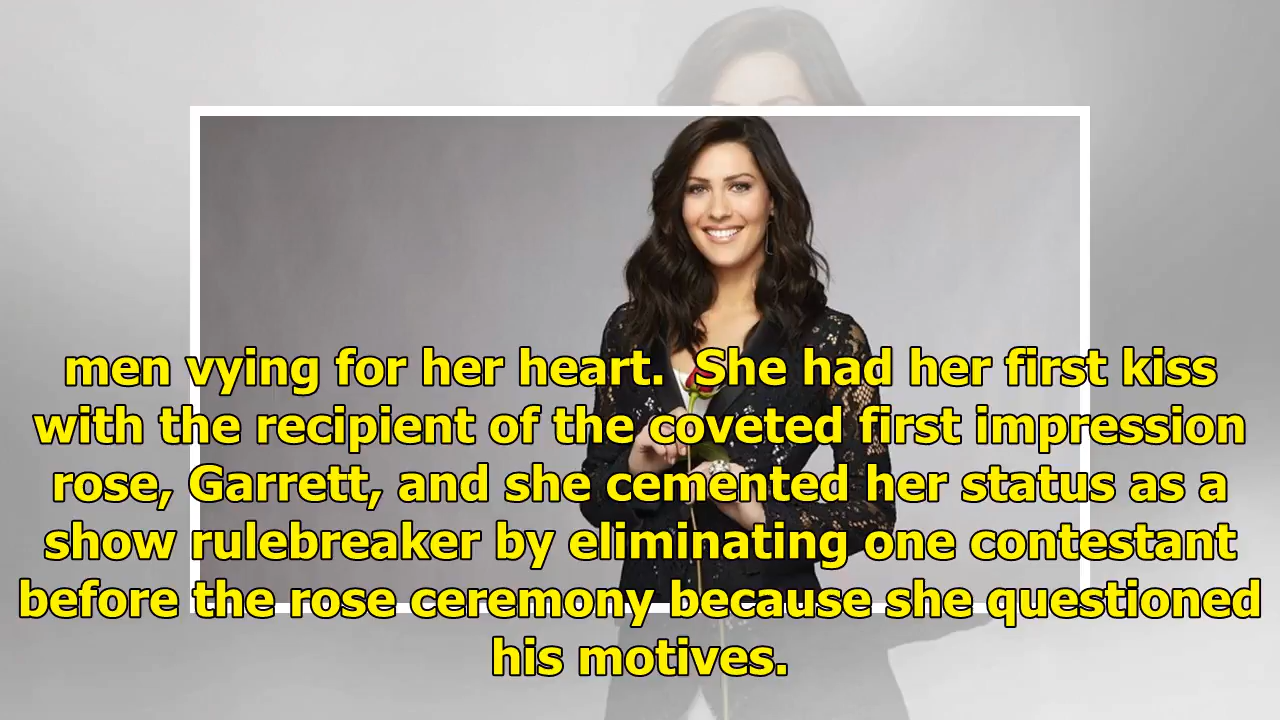 men vying for her heart.  She had her first kiss
with the recipient of the coveted first impression
rose, Garrett, and she cemented her status as a
show rulebreaker by eliminating one contestant
before the rose ceremony because she questioned
his motives.